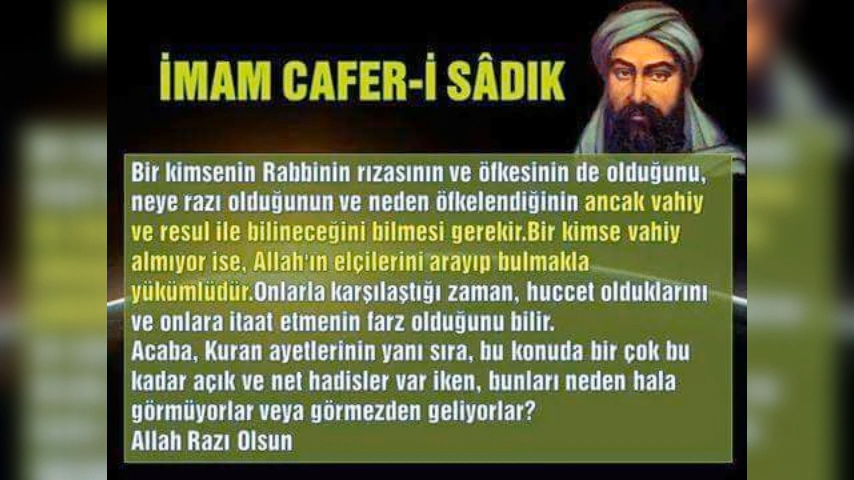 İMAM CAFER-İ SÂDIK
Bir kimsenin Rabbinin rızasının ve öfkesinin de olduğunu,
neye razı olduğunun ve neden öfkelendiğinin ancak vahiy
ve resul ile bilineceğini bilmesi gerekir.Bir kimse vahiy
almıyor ise, Allah'ın elçilerini arayıp bulmakla
yükümlüdür.Onlarla karşılaştığı zaman, huccet olduklarını
ve onlara itaat etmenin farz olduğunu bilir.
Acaba, Kuran ayetlerinin yanı sıra, bu konuda bir çok bu
kadar açık ve net hadisler var iken, bunları neden hala
görmüyorlar veya görmezden geliyorlar?
Allah Razı Olsun